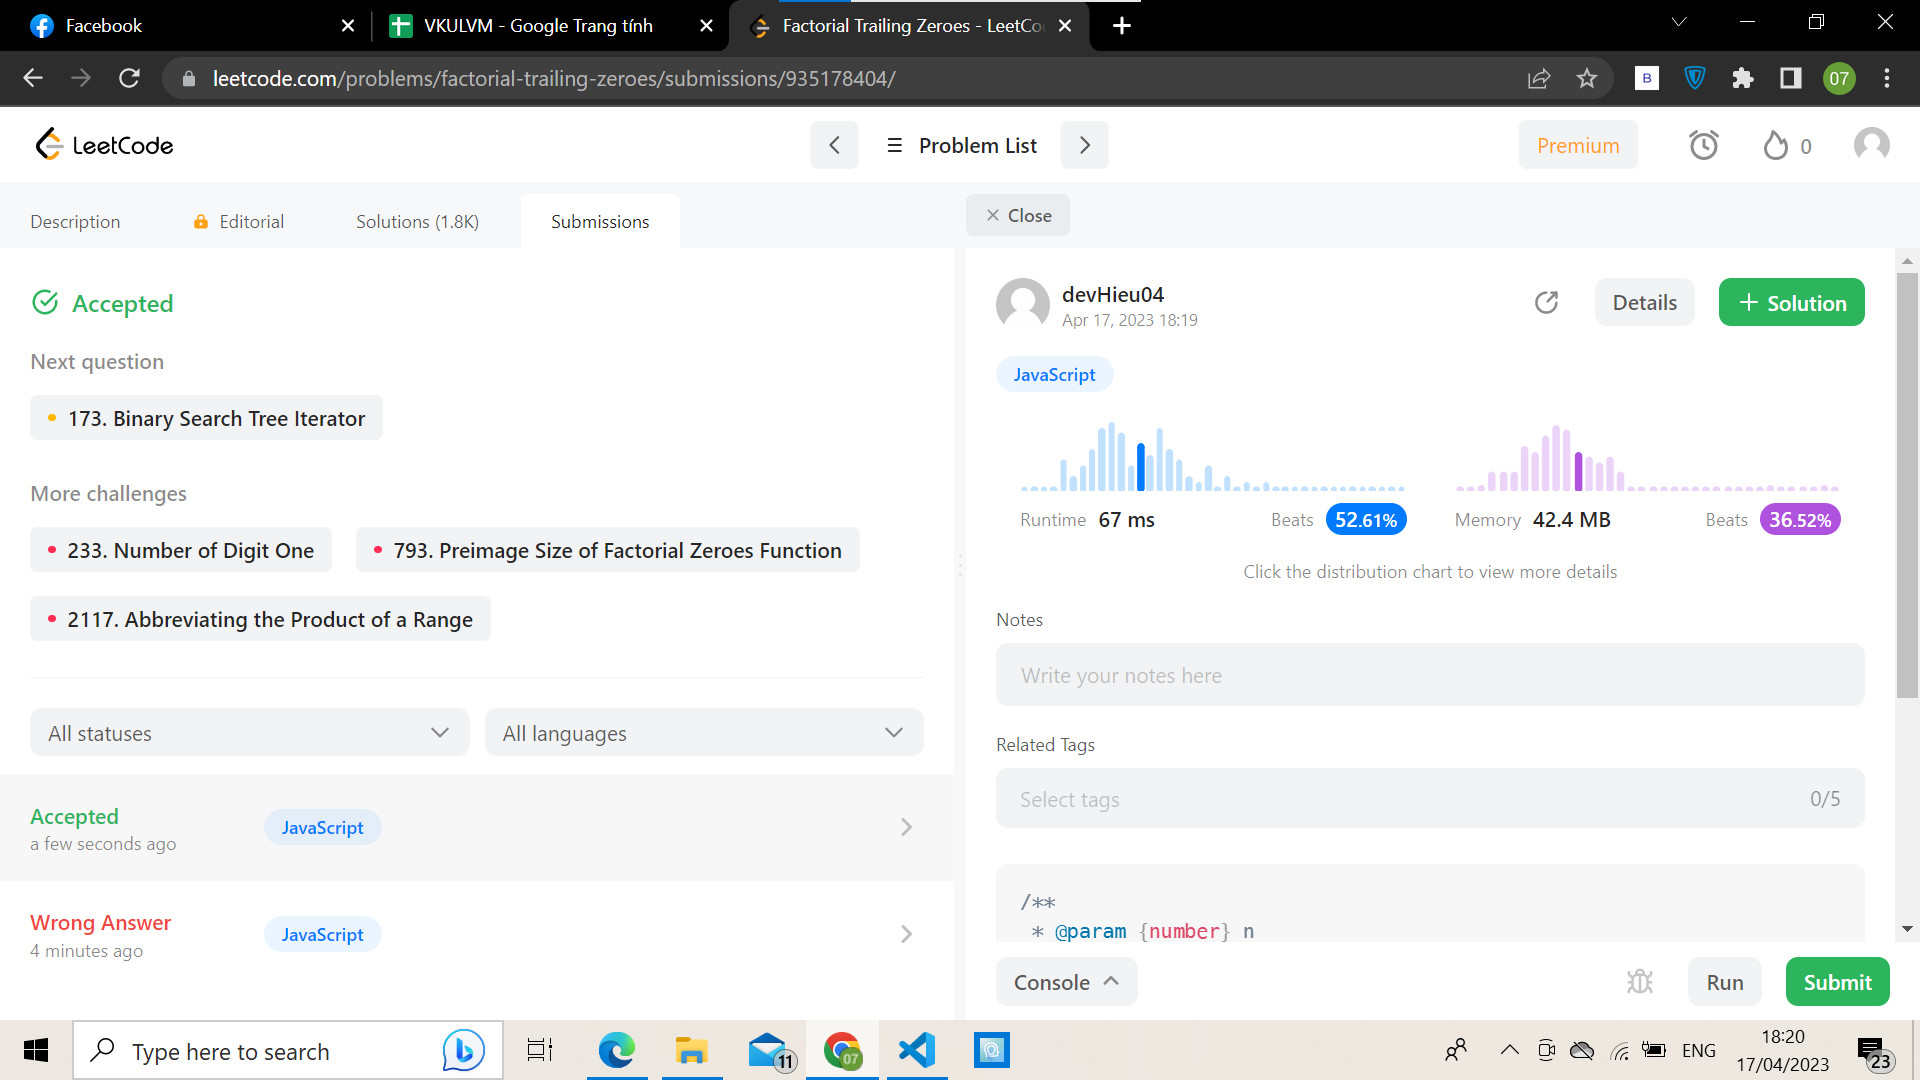 Facebook
VKULVM - Google Trang tính
Factorial Trailing Zeroes - LeetCo
leetcode.com/problems/factorial-trailing-zeroes/submissions/935178404/
B
07
LeetCode
Problem List
Premium
0
Description
Editorial
Solutions (1.8K)
Submissions
Close
Accepted
Next question
173. Binary Search Tree Iterator
More challenges
233. Number of Digit One
793. Preimage Size of Factorial Zeroes Function
2117. Abbreviating the Product of a Range
All statuses
All languages
Accepted
a few seconds ago
JavaScript
Wrong Answer
4 minutes ago
JavaScript
devHieu04
Apr 17, 2023 18:19
Details
+ Solution
JavaScript
Runtime 67 ms
Beats 52.61%
Memory 42.4 MB
Beats 36.52%
Click the distribution chart to view more details
Notes
Write your notes here
Related Tags
Select tags
0/5
/**
* @param {number} n
Console
Run
Submit
Type here to search
11
07
ENG
18:20
17/04/2023
23